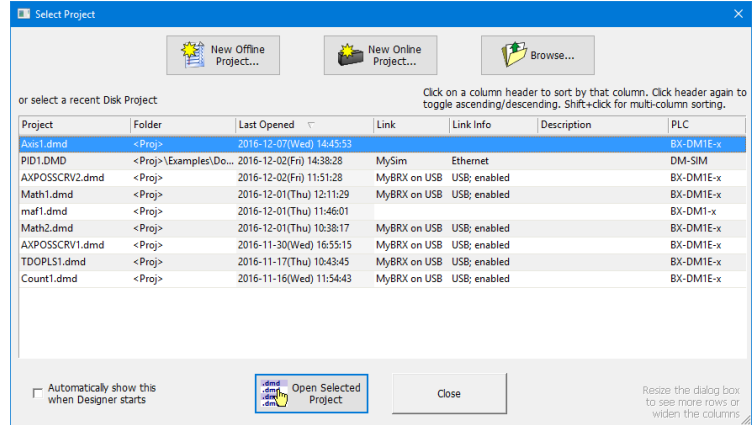 Select Project
New Offline
Project...
New Online
Project...
Browse...
or select a recent Disk Project
Click on a column header to sort by that column. Click header again to
toggle ascending/descending. Shift+click for multi-column sorting.
Project Folder Last Opened Link Link Info Description PLC
Axis1.dmd <Proj> 2016-12-07(Wed) 14:45:53 BX-DM1E-x
PID1.DMD <Proj>\Examples\Do... 2016-12-02(Fri) 14:38:28 MySim Ethernet DM-SIM
AXPOSSCRV2.dmd <Proj> 2016-12-02(Fri) 11:51:28 MyBRX on USB USB; enabled BX-DM1E-x
Math1.dmd <Proj> 2016-12-01(Thu) 12:11:29 MyBRX on USB USB; enabled BX-DM1E-x
maf1.dmd <Proj> 2016-12-01(Thu) 11:46:01 BX-DM1-x
Math2.dmd <Proj> 2016-12-01(Thu) 10:38:17 MyBRX on USB USB; enabled BX-DM1E-x
AXPOSSCRV1.dmd <Proj> 2016-11-30(Wed) 16:55:15 MyBRX on USB USB; enabled BX-DM1E-x
TDOPLS1.dmd <Proj> 2016-11-17(Thu) 10:43:45 MyBRX on USB USB; enabled BX-DM1E-x
Count1.dmd <Proj> 2016-11-16(Wed) 11:54:43 MyBRX on USB USB; enabled BX-DM1E-x
Automatically show this
when Designer starts
.dmd
.dm
.dm
Open Selected
Project
Close
Resize the dialog box
to see more rows or
widen the columns